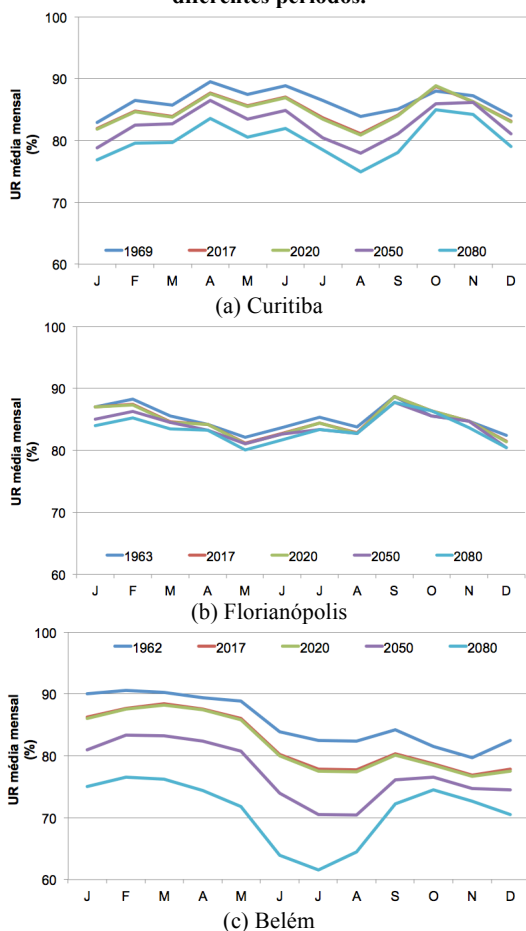 diferentes períodos.
100
90
80
70
60
UR média mensal
(%)
1969 2017 2020 2050 2080
J F M A M J J A S O N D
(a) Curitiba
100
90
80
70
60
UR média mensal
(%)
1963 2017 2020 2050 2080
J F M A M J J A S O N D
(b) Florianópolis
100
90
80
70
60
UR média mensal
(%)
1962 2017 2020 2050 2080
J F M A M J J A S O N D
(c) Belém